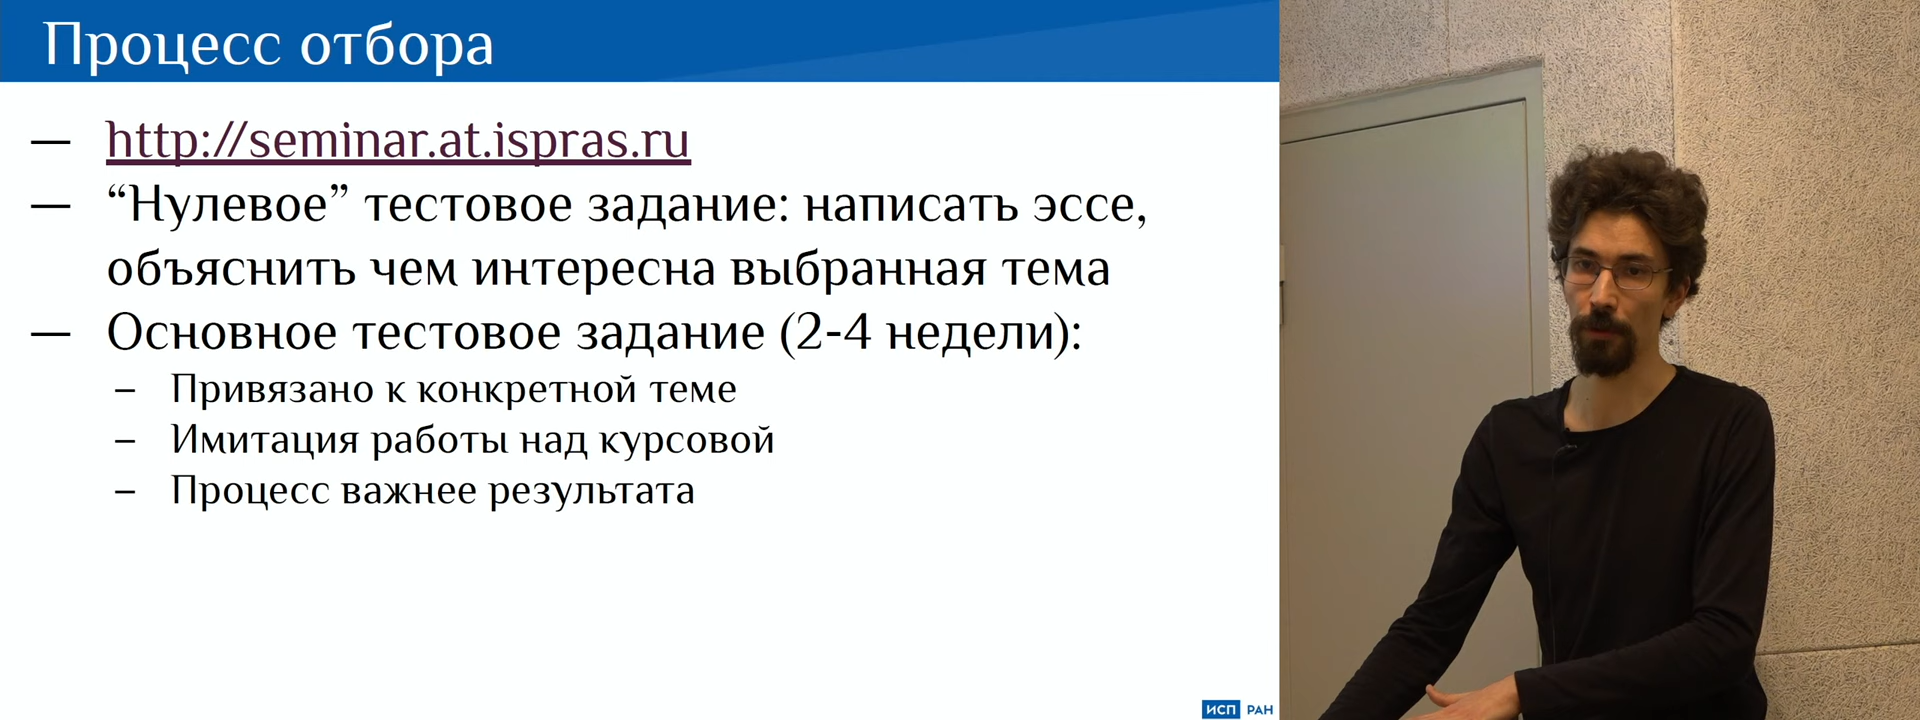 Процесс отбора
— http://seminar.at.ispras.ru
— “Нулевое” тестовое задание: написать эссе,
объяснить чем интересна выбранная тема
— Основное тестовое задание (2-4 недели):
– Привязано к конкретной теме
– Имитация работы над курсовой
– Процесс важнее результата
ИСП РАН